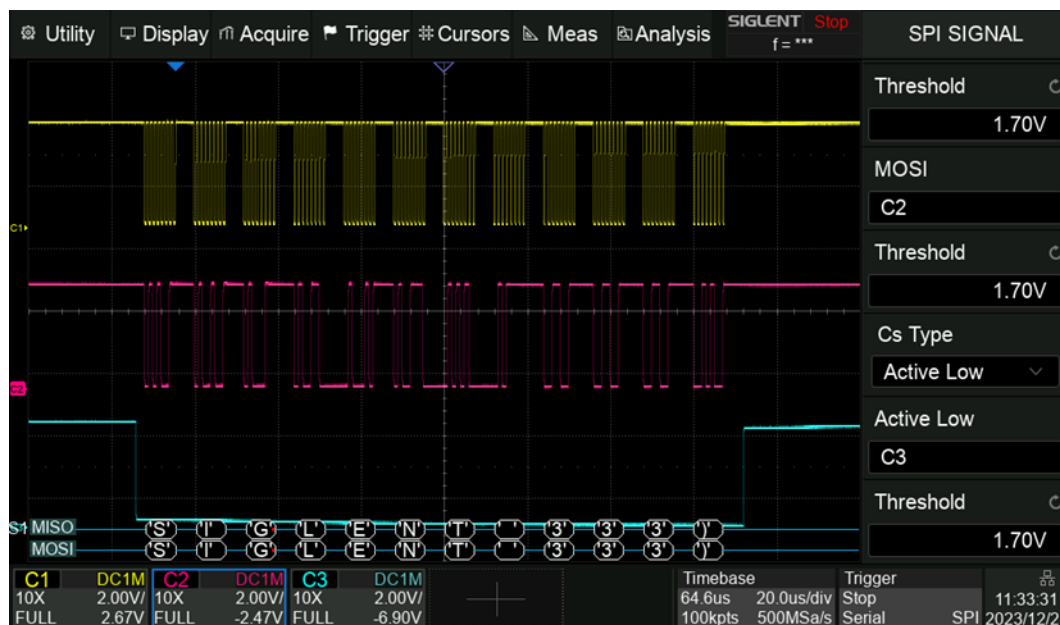 Utility Display Acquire Trigger Cursors Meas Analysis SIGLENT Stop SPI SIGNAL
f = ***
Threshold
1.70V
MOSI
C2
Threshold
1.70V
Cs Type
Active Low
Active Low
C3
Threshold
1.70V
C1
C2
S1 MISO 'S' 'I' 'G' 'L' 'E' 'N' 'T' ' ' '3' '3' '3' ')'
MOSI 'S' 'I' 'G' 'L' 'E' 'N' 'T' ' ' '3' '3' '3' ')'
C1 DC1M C2 DC1M C3 DC1M Timebase Trigger
10X 2.00V/ 10X 2.00V/ 10X 2.00V/ 64.6us 20.0us/div Stop 11:33:31
FULL 2.67V FULL -2.47V FULL -6.90V 100kpts 500MSa/s Serial SPI 2023/12/2